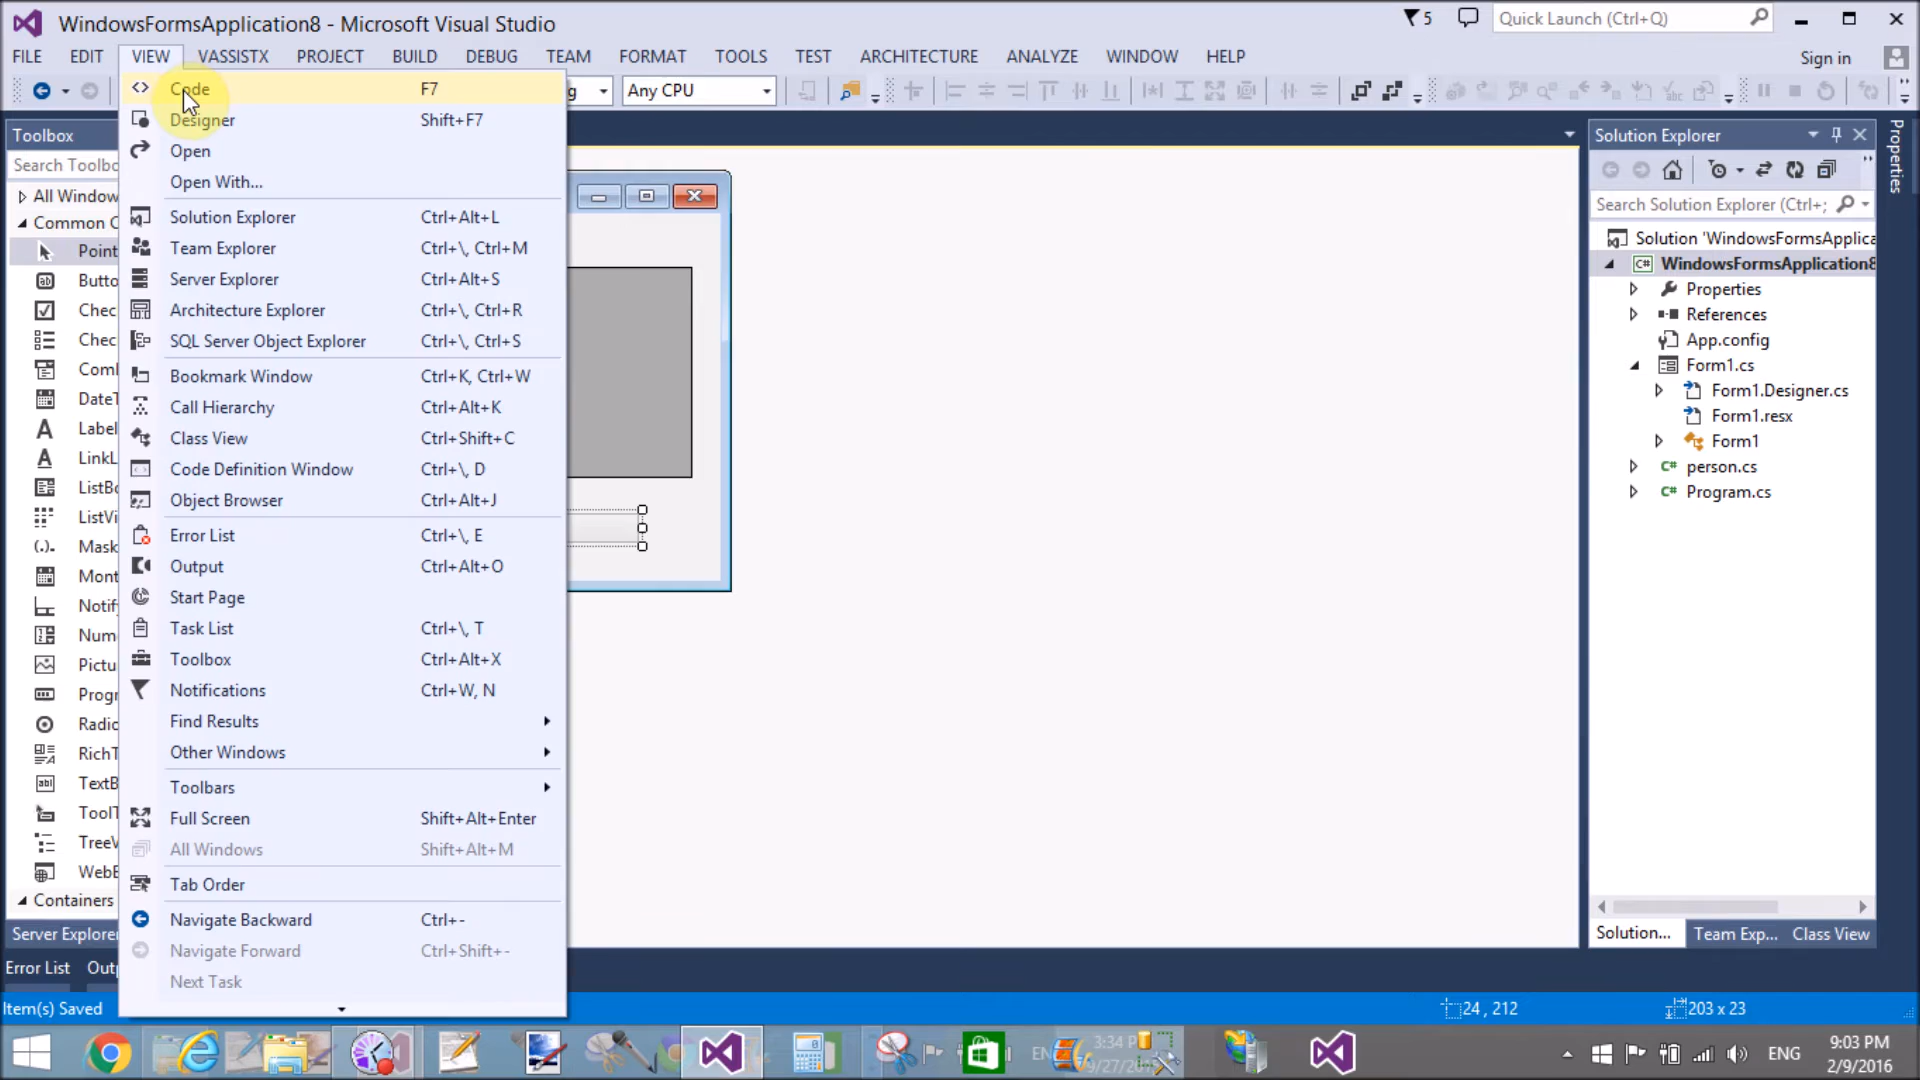 WindowsFormsApplication8 - Microsoft Visual Studio
5
Quick Launch (Ctrl+Q)
FILE EDIT VIEW VASSISTX PROJECT BUILD DEBUG TEAM FORMAT TOOLS TEST ARCHITECTURE ANALYZE WINDOW HELP
Sign in
g Any CPU
Toolbox
Search Toolbo
All Window
Common C
Point
Butto
Chec
Chec
Coml
DateT
Label
LinkL
ListBo
ListVi
Mask
Mont
Notif
Num
Pictu
Progr
Radic
RichT
TextB
ToolT
TreeV
WebE
Containers
Server Explorer
Error List Outp
Item(s) Saved
Code F7
Designer Shift+F7
Open
Open With...
Solution Explorer Ctrl+Alt+L
Team Explorer Ctrl+\, Ctrl+M
Server Explorer Ctrl+Alt+S
Architecture Explorer Ctrl+\, Ctrl+R
SQL Server Object Explorer Ctrl+\, Ctrl+S
Bookmark Window Ctrl+K, Ctrl+W
Call Hierarchy Ctrl+Alt+K
Class View Ctrl+Shift+C
Code Definition Window Ctrl+\, D
Object Browser Ctrl+Alt+J
Error List Ctrl+\, E
Output Ctrl+Alt+O
Start Page
Task List Ctrl+\, T
Toolbox Ctrl+Alt+X
Notifications Ctrl+W, N
Find Results
Other Windows
Toolbars
Full Screen Shift+Alt+Enter
All Windows Shift+Alt+M
Tab Order
Navigate Backward Ctrl+-
Navigate Forward Ctrl+Shift+-
Next Task
Solution Explorer
Search Solution Explorer (Ctrl+;
Solution 'WindowsFormsApplica
WindowsFormsApplication8
Properties
References
App.config
Form1.cs
Form1.Designer.cs
Form1.resx
Form1
person.cs
Program.cs
Solution... Team Exp... Class View
Properties
24 , 212 203 x 23
3:34 P
ENG
9:03 PM
2/9/2016